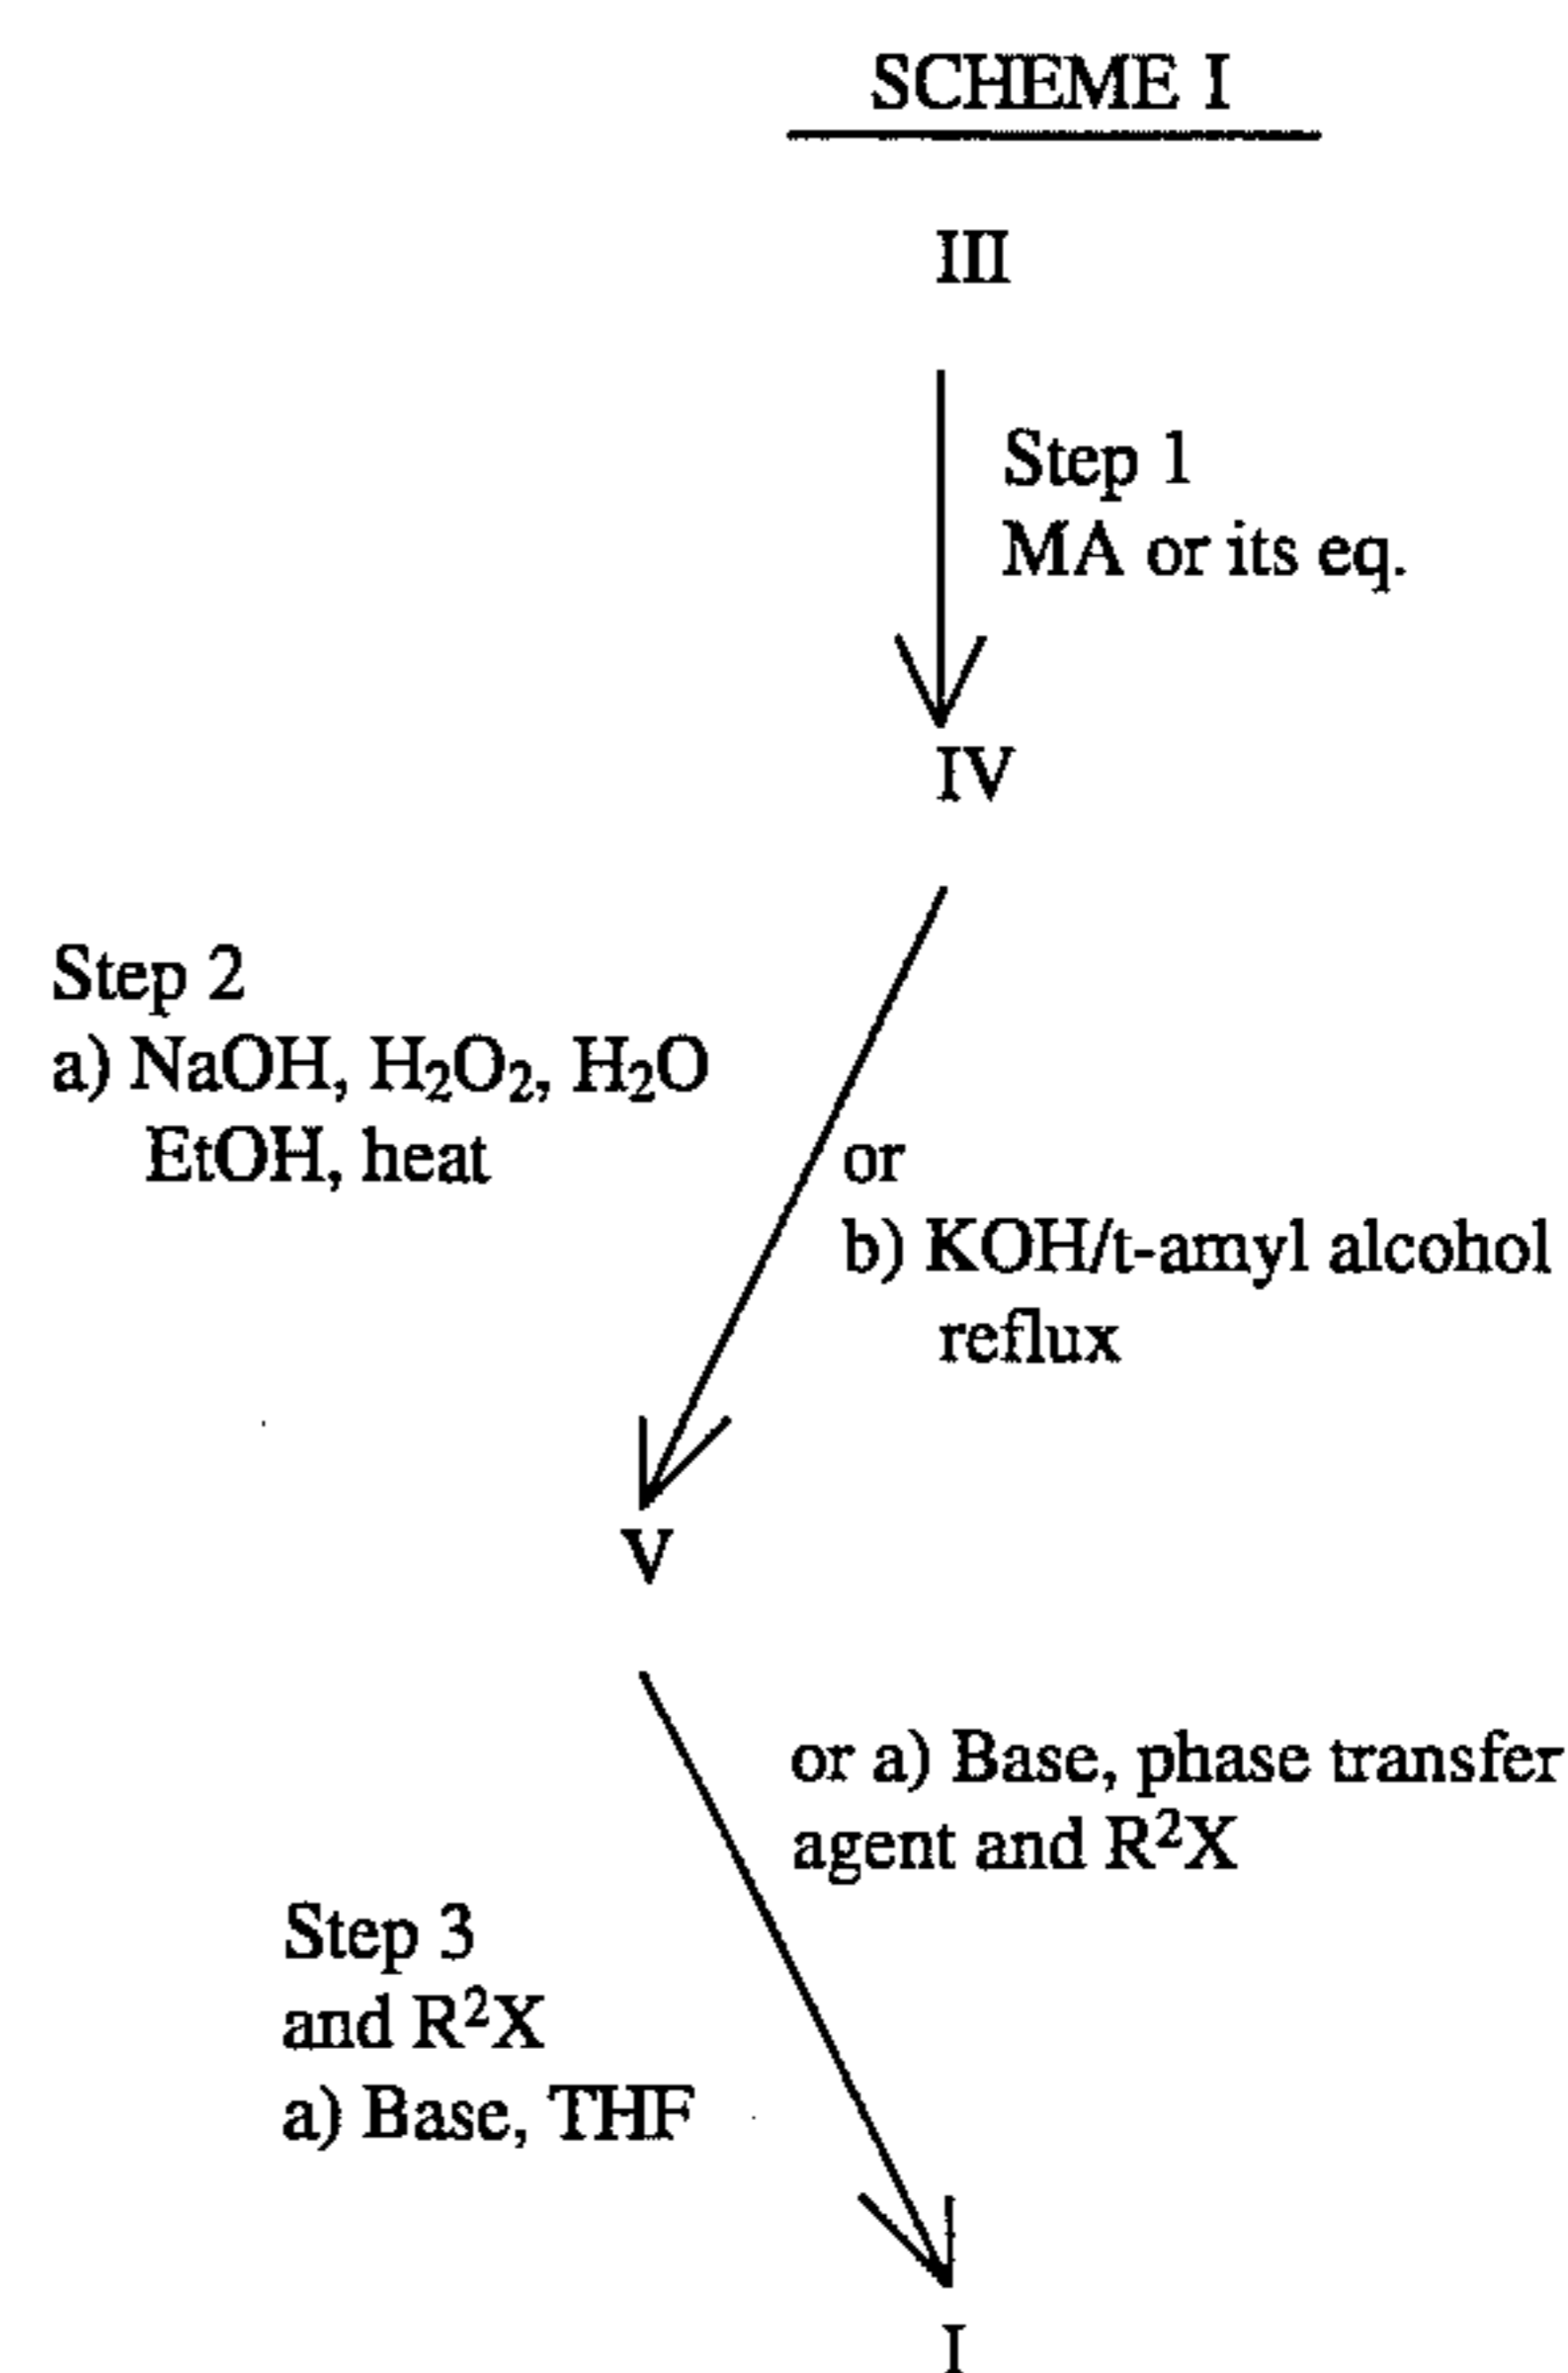 SCHEME I
III
Step 1
MA or its eq.
IV
Step 2
a) NaOH, H₂O₂, H₂O
EtOH, heat
or
b) KOH/t-amyl alcohol
reflux
V
or a) Base, phase transfer
agent and R²X
Step 3
and R²X
a) Base, THF
I